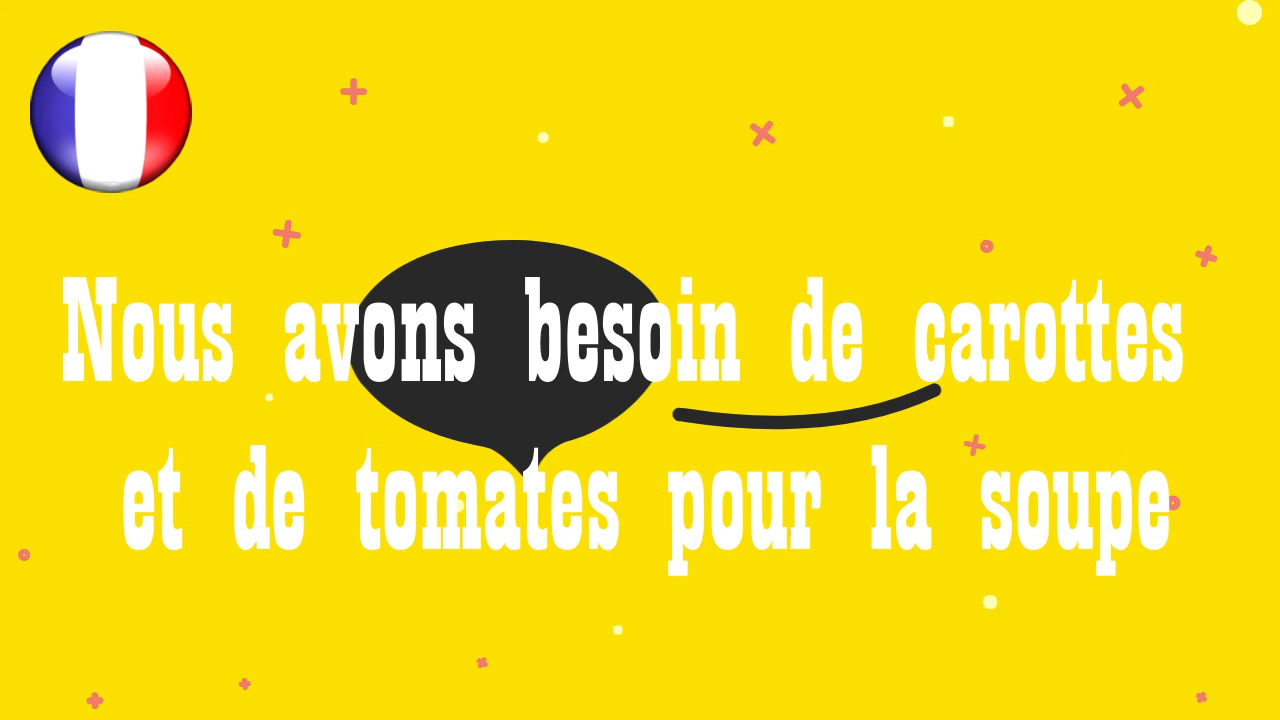 Nous avons besoin de carottes
et de tomates pour la soupe